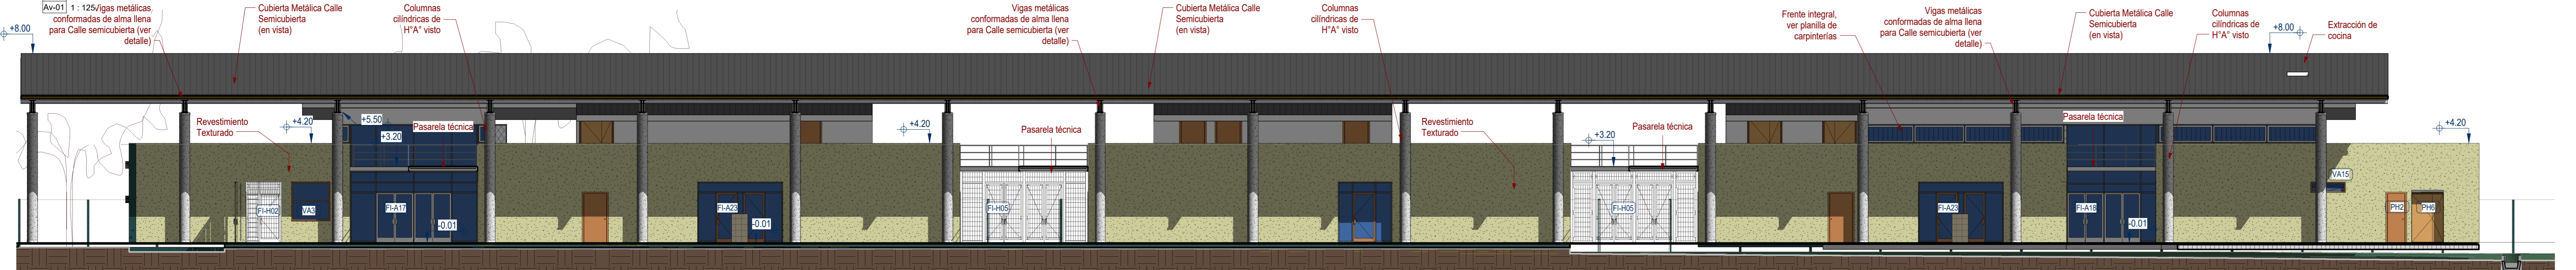 Av-01 1 : 125
Vigas metálicas
conformadas de alma llena
para Calle semicubierta (ver
detalle)
Cubierta Metálica Calle
Semicubierta
(en vista)
Columnas
cilíndricas de
H°A° visto
Vigas metálicas
conformadas de alma llena
para Calle semicubierta (ver
detalle)
Cubierta Metálica Calle
Semicubierta
(en vista)
Columnas
cilíndricas de
H°A° visto
Frente integral,
ver planilla de
carpinterías
Vigas metálicas
conformadas de alma llena
para Calle semicubierta (ver
detalle)
Cubierta Metálica Calle
Semicubierta
(en vista)
Columnas
cilíndricas de
H°A° visto
Extracción de
cocina
+8.00
+8.00
Revestimiento
Texturado
+4.20
+5.50
+3.20
Pasarela técnica
+4.20
Pasarela técnica
Revestimiento
Texturado
+3.20
Pasarela técnica
Pasarela técnica
+4.20
FI-H02
VA3
FI-A17
-0.01
FI-A23
-0.01
FI-H05
FI-H05
FI-A23
FI-A18
-0.01
VA15
PH2
PH6